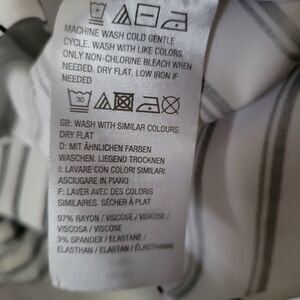 MACHINE WASH COLD GENTLE
CYCLE. WASH WITH LIKE COLORS.
ONLY NON-CHLORINE BLEACH WHEN
NEEDED. DRY FLAT. LOW IRON IF
NEEDED
30
GB: WASH WITH SIMILAR COLOURS.
DRY FLAT
D: MIT ÄHNLICHEN FARBEN
WASCHEN. LIEGEND TROCKNEN
I: LAVARE CON COLORI SIMILARI.
ASCIUGARE IN PIANO
F: LAVER AVEC DES COLORIS
SIMILAIRES. SÉCHER À PLAT
97% RAYON / VISCOSE / VISKOSE /
VISCOSA / VISCOSE
3% SPANDEX / ELASTANE /
ELASTHAN / ELASTAN / ÉLASTHANNE